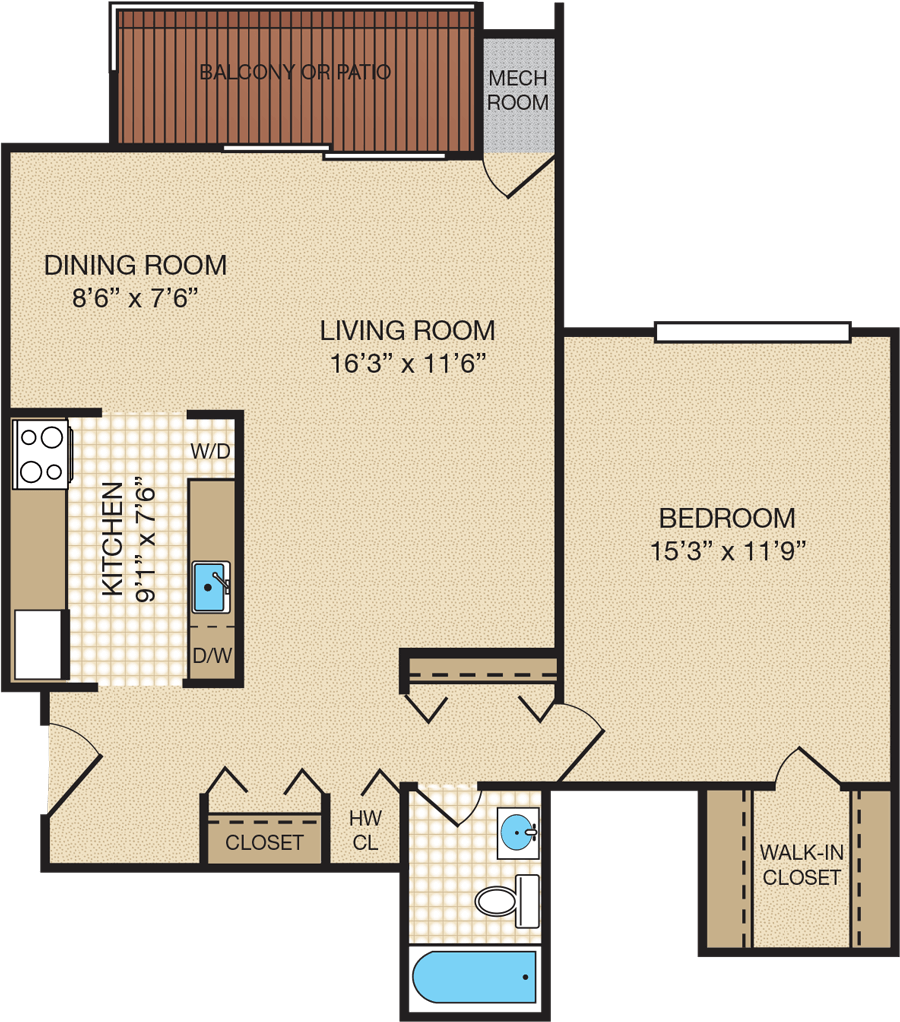 BALCONY OR PATIO
MECH
ROOM
DINING ROOM
8’6” x 7’6”
LIVING ROOM
16’3” x 11’6”
W/D
KITCHEN
9’1” x 7’6”
BEDROOM
15’3” x 11’9”
D/W
HW
CL
CLOSET
WALK-IN
CLOSET